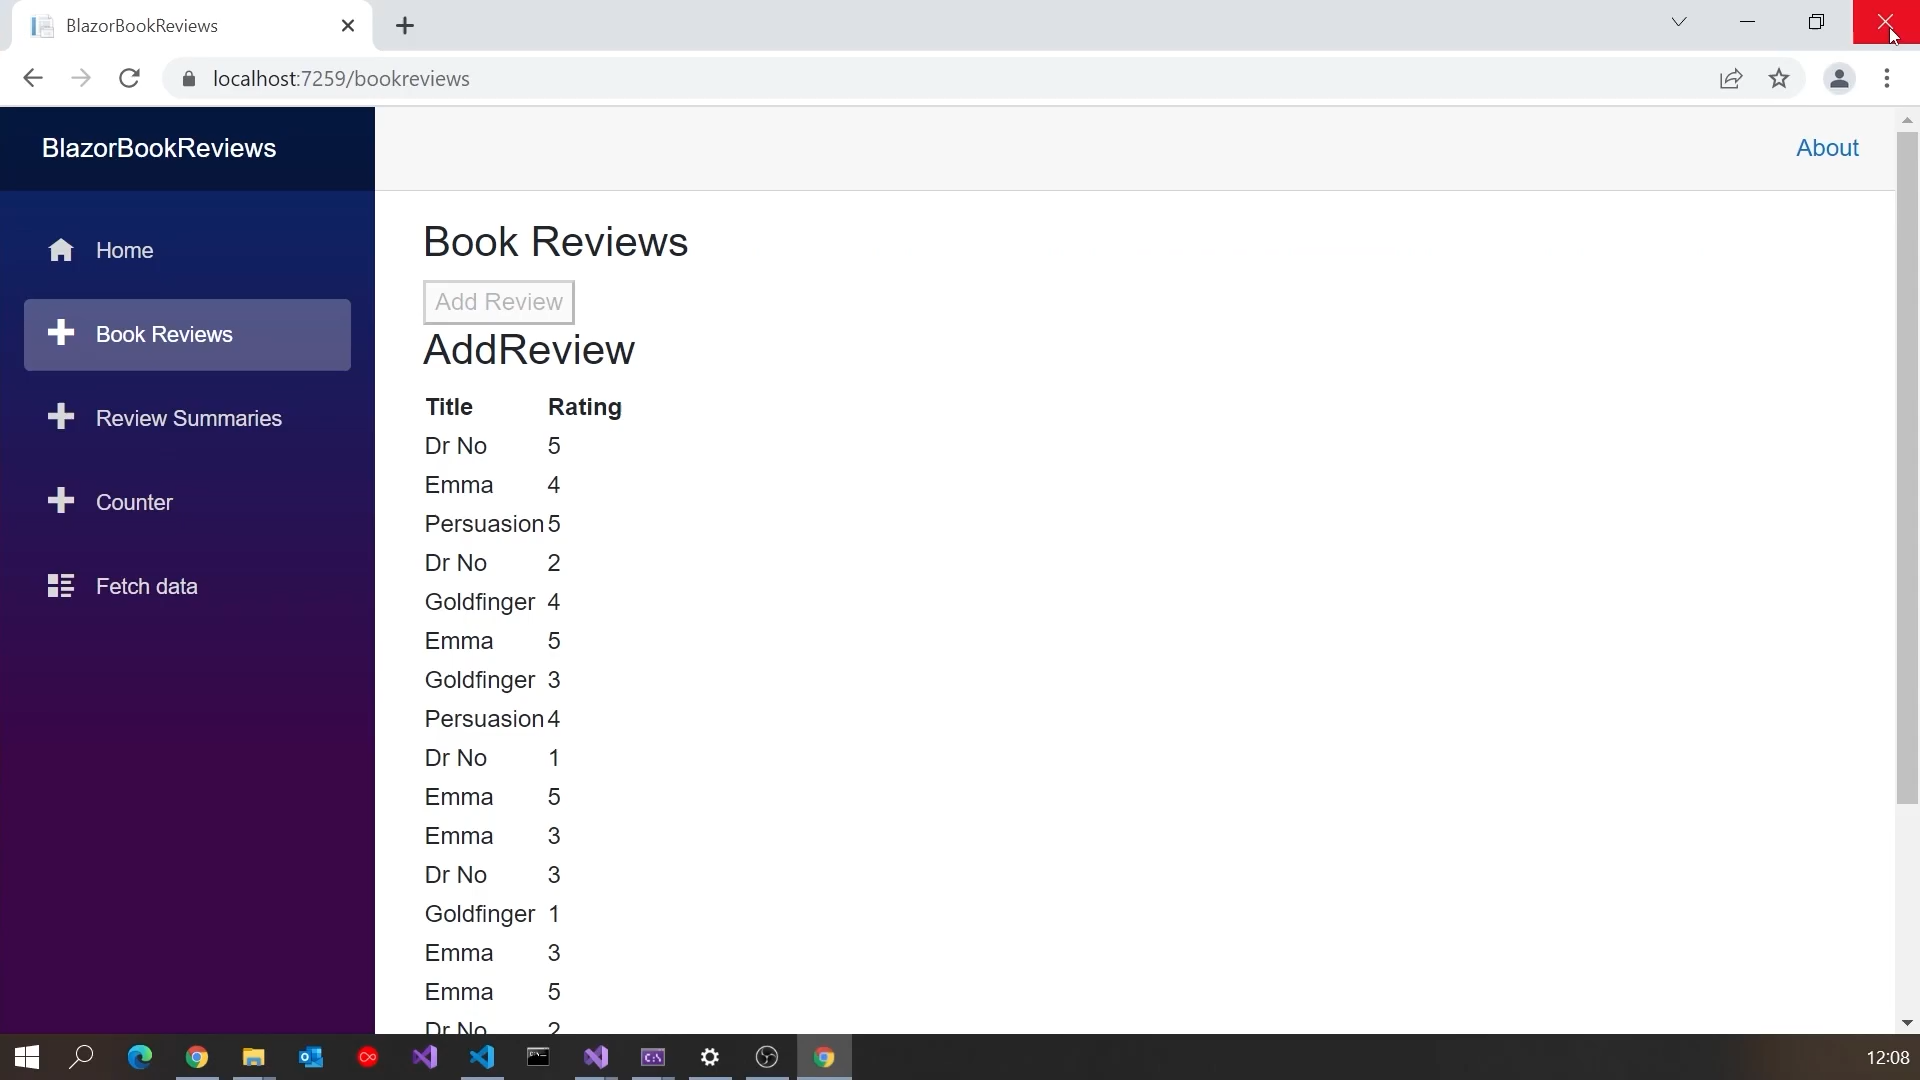 BlazorBookReviews
localhost:7259/bookreviews
BlazorBookReviews
About
Home
Book Reviews
Review Summaries
Counter
Fetch data
Book Reviews
Add Review
AddReview
Title Rating
Dr No 5
Emma 4
Persuasion 5
Dr No 2
Goldfinger 4
Emma 5
Goldfinger 3
Persuasion 4
Dr No 1
Emma 5
Emma 3
Dr No 3
Goldfinger 1
Emma 3
Emma 5
Dr No 2
12:08